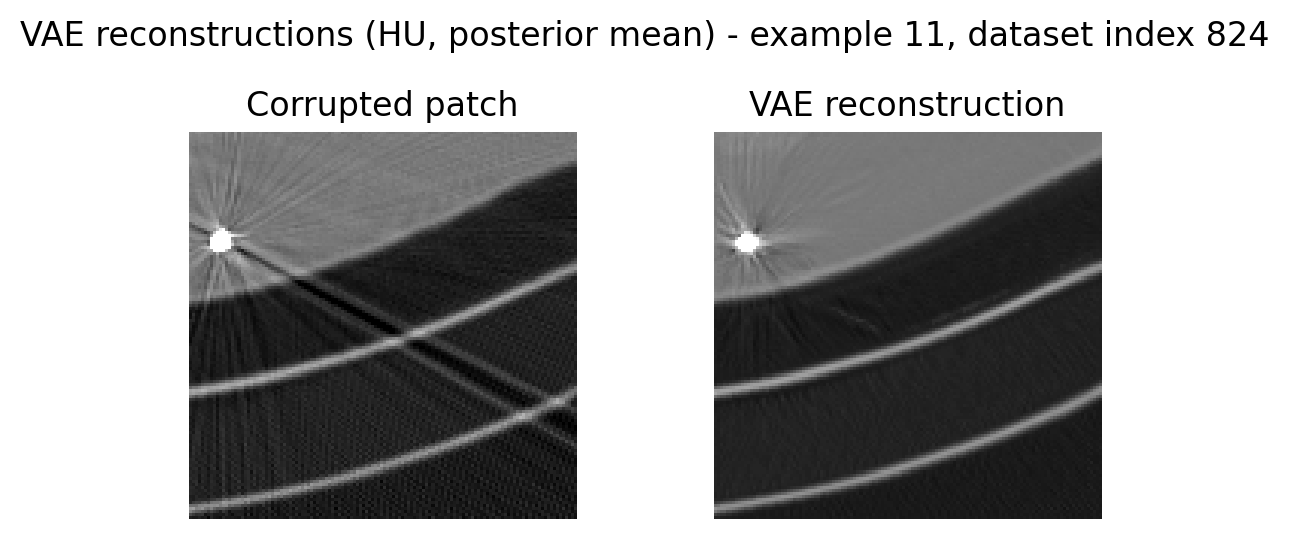 VAE reconstructions (HU, posterior mean) - example 11, dataset index 824
Corrupted patch
VAE reconstruction